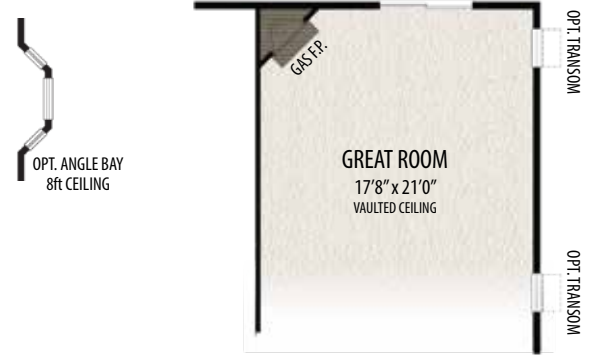 OPT. TRANSOM
GAS F.P.
OPT. ANGLE BAY
8ft CEILING
GREAT ROOM
17'8" x 21'0"
VAULTED CEILING
OPT. TRANSOM